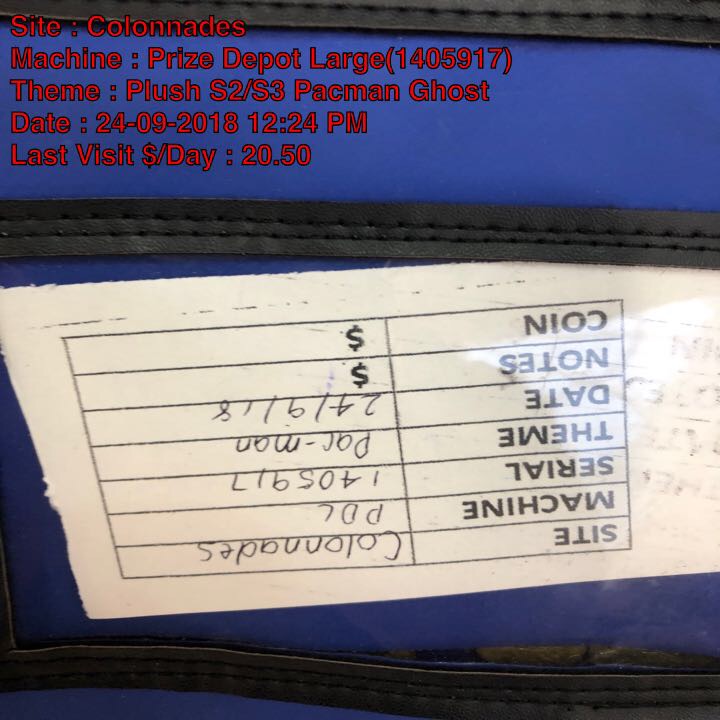 Site : Colonnades
Machine : Prize Depot Large(1405917)
Theme : Plush S2/S3 Pacman Ghost
Date : 24-09-2018 12:24 PM
Last Visit $/Day : 20.50
SITE Colonnades
MACHINE PDL
SERIAL 1405917
THEME Pac-man
DATE 24/9/18
NOTES $
COIN $